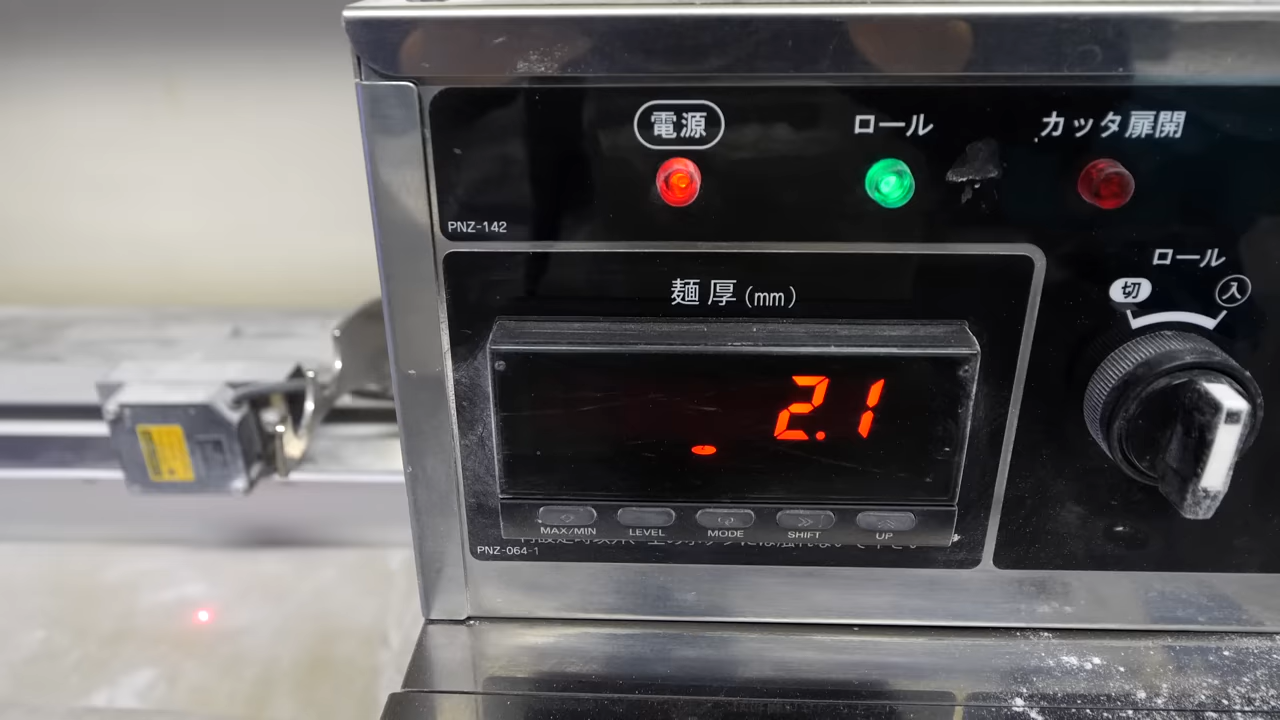 電源
ロール
カッタ扉開
PNZ-142
麺厚(mm)
ロール
切
入
2.1
MAX/MIN
LEVEL
MODE
SHIFT
UP
PNZ-064-1